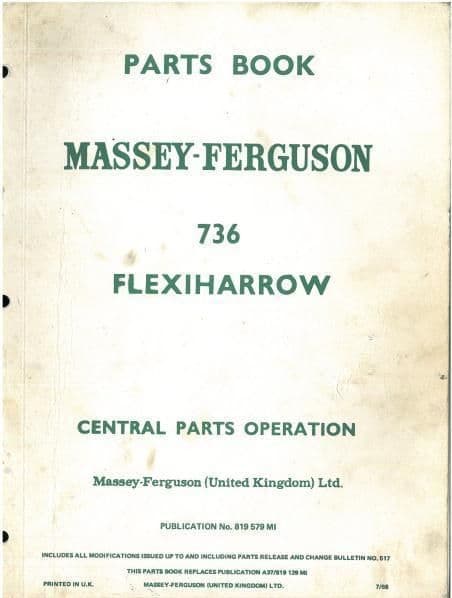 PARTS BOOK
MASSEY-FERGUSON
736
FLEXIHARROW
CENTRAL PARTS OPERATION
Massey-Ferguson (United Kingdom) Ltd.
PUBLICATION No. 819 579 MI
INCLUDES ALL MODIFICATIONS ISSUED UP TO AND INCLUDING PARTS RELEASE AND CHANGE BULLETIN NO. 517
THIS PARTS BOOK REPLACES PUBLICATION A37/819 139 MI
PRINTED IN U.K. MASSEY-FERGUSON (UNITED KINGDOM) LTD. 7/68